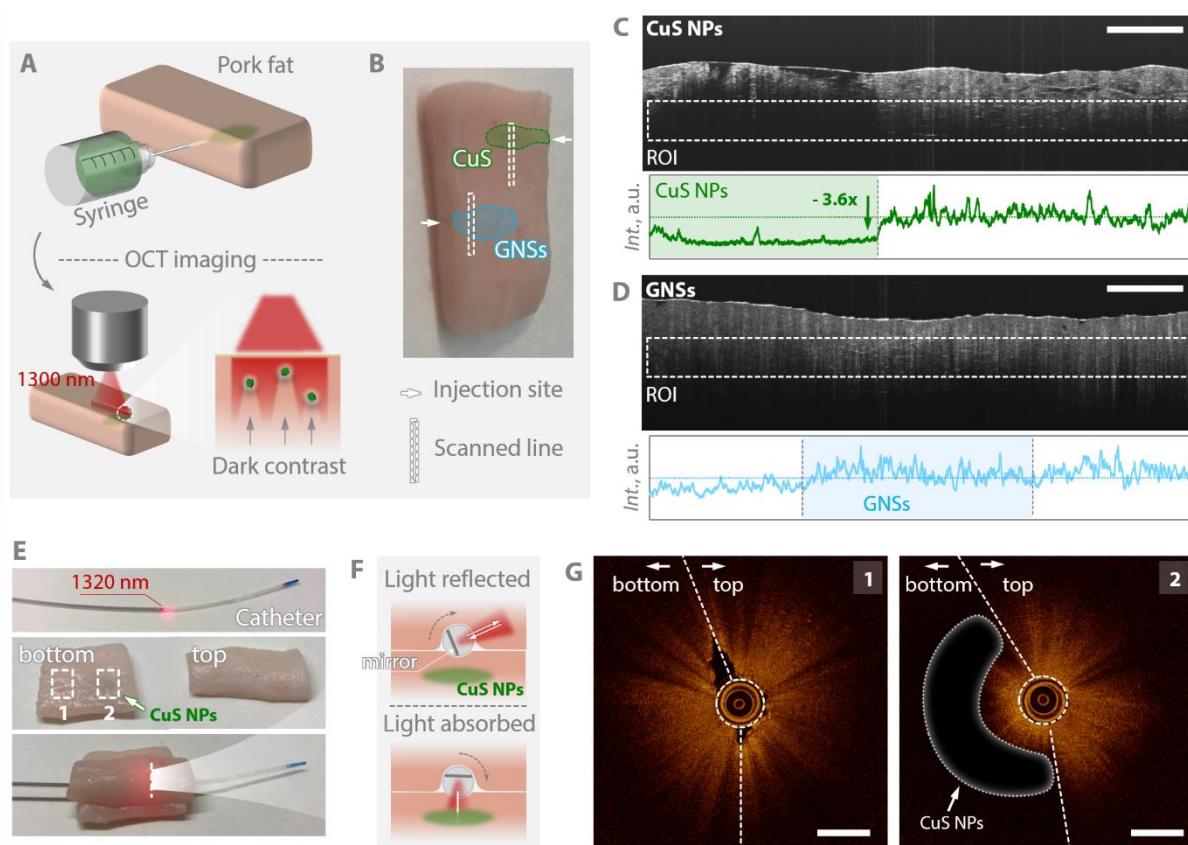 A
Pork fat
Syringe
OCT imaging
1300 nm
Dark contrast
B
CuS
GNSs
Injection site
Scanned line
C
CuS NPs
ROI
Int., a.u.
CuS NPs
- 3.6x
D
GNSs
ROI
Int., a.u.
GNSs
E
1320 nm
Catheter
bottom
top
1
2
CuS NPs
F
Light reflected
mirror
CuS NPs
Light absorbed
G
bottom
top
1
bottom
top
2
CuS NPs